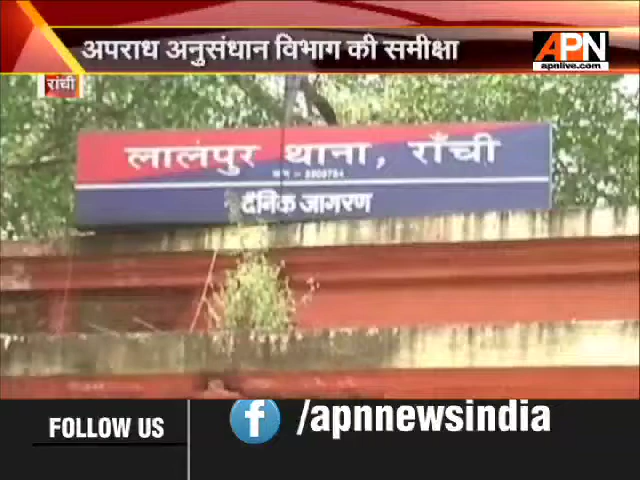 अपराध अनुसंधान विभाग की समीक्षा
APN
apnlive.com
रांची
लालपुर थाना, राँची
दैनिक जागरण
FOLLOW US
f /apnnewsindia